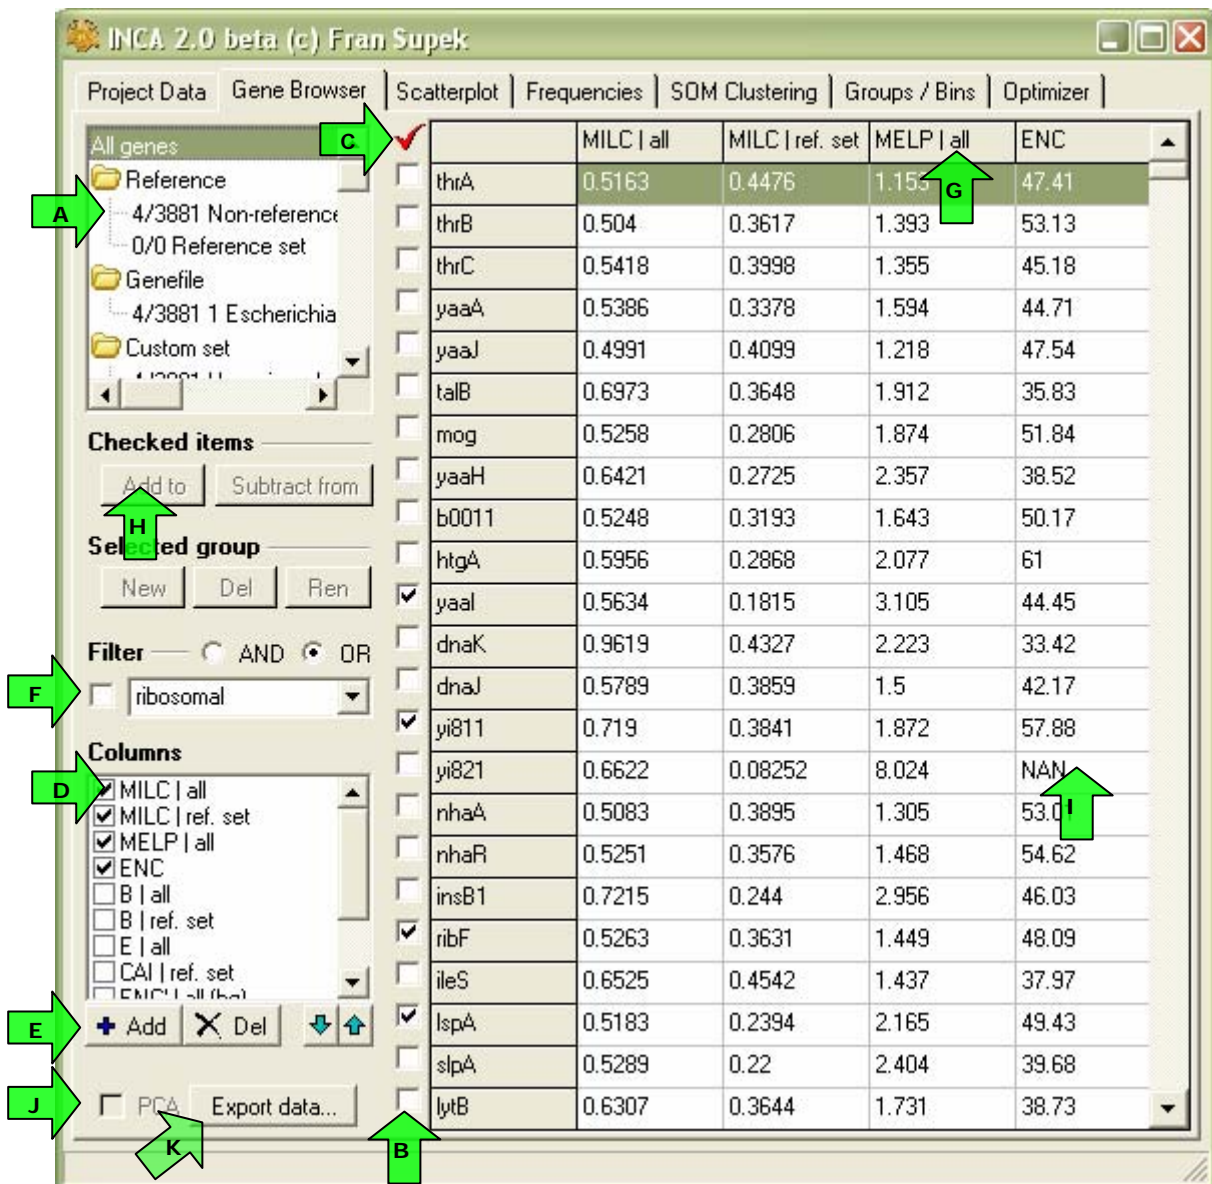 INCA 2.0 beta (c) Fran Supek
Project Data Gene Browser Scatterplot Frequencies SOM Clustering Groups / Bins Optimizer
All genes
Reference
4/3881 Non-reference
0/0 Reference set
Genefile
4/3881 1 Escherichia
Custom set
Checked items
Add to Subtract from
Selected group
New Del Ren
Filter AND OR
ribosomal
Columns
MILC | all
MILC | ref. set
MELP | all
ENC
B | all
B | ref. set
E | all
CAI | ref. set
ENC' | all (bg)
Add Del
PCA Export data...
MILC | all MILC | ref. set MELP | all ENC
thrA 0.5163 0.4476 1.153 47.41
thrB 0.504 0.3617 1.393 53.13
thrC 0.5418 0.3998 1.355 45.18
yaaA 0.5386 0.3378 1.594 44.71
yaaJ 0.4991 0.4099 1.218 47.54
talB 0.6973 0.3648 1.912 35.83
mog 0.5258 0.2806 1.874 51.84
yaaH 0.6421 0.2725 2.357 38.52
b0011 0.5248 0.3193 1.643 50.17
htgA 0.5956 0.2868 2.077 61
yaaI 0.5634 0.1815 3.105 44.45
dnaK 0.9619 0.4327 2.223 33.42
dnaJ 0.5789 0.3859 1.5 42.17
yi811 0.719 0.3841 1.872 57.88
yi821 0.6622 0.08252 8.024 NAN
nhaA 0.5083 0.3895 1.305 53.01
nhaR 0.5251 0.3576 1.468 54.62
insB1 0.7215 0.244 2.956 46.03
ribF 0.5263 0.3631 1.449 48.09
ileS 0.6525 0.4542 1.437 37.97
lspA 0.5183 0.2394 2.165 49.43
slpA 0.5289 0.22 2.404 39.68
lytB 0.6307 0.3644 1.731 38.73
A
B
C
D
E
F
G
H
I
J
K